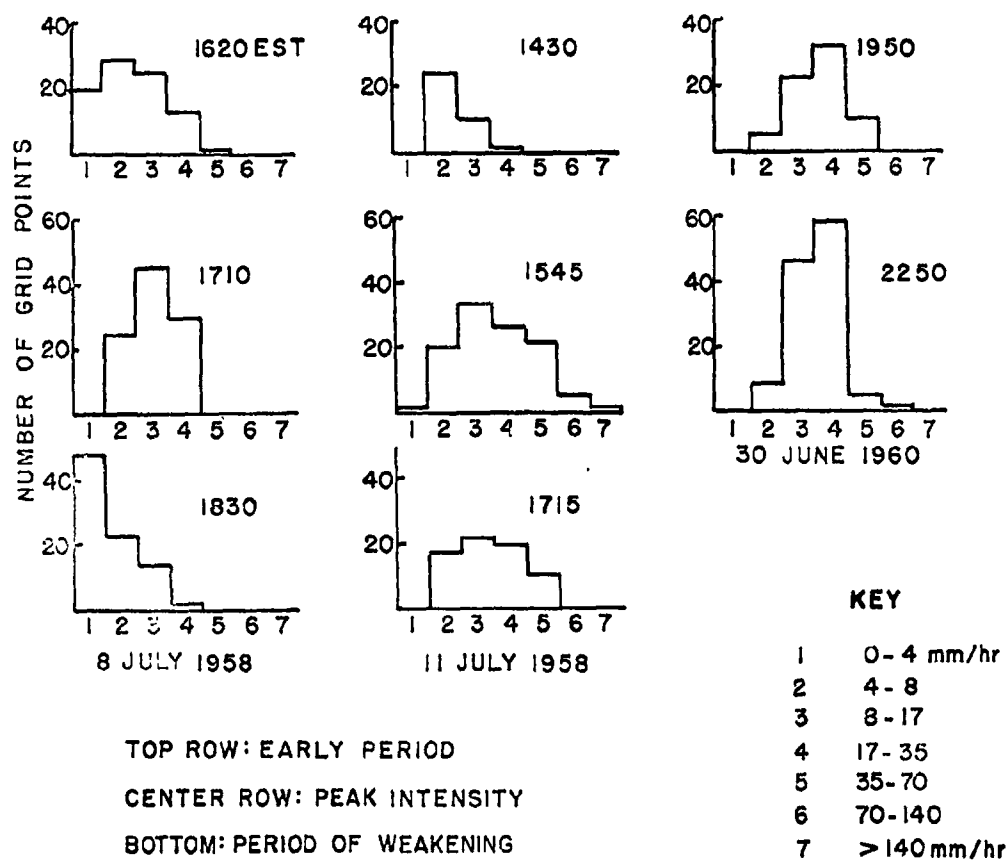 NUMBER OF GRID POINTS
40
20
1620 EST
1 2 3 4 5 6 7
40
20
1430
1 2 3 4 5 6 7
40
20
1950
1 2 3 4 5 6 7
60
40
20
1710
1 2 3 4 5 6 7
60
40
20
1545
1 2 3 4 5 6 7
60
40
20
2250
1 2 3 4 5 6 7
30 JUNE 1960
40
20
1830
1 2 3 4 5 6 7
8 JULY 1958
40
20
1715
1 2 3 4 5 6 7
11 JULY 1958
KEY
1 0-4 mm/hr
2 4-8
3 8-17
4 17-35
5 35-70
6 70-140
7 >140 mm/hr
TOP ROW: EARLY PERIOD
CENTER ROW: PEAK INTENSITY
BOTTOM: PERIOD OF WEAKENING